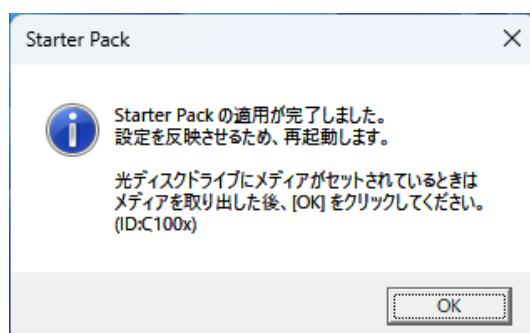 Starter Pack
Starter Pack の適用が完了しました。
設定を反映させるため、再起動します。
光ディスクドライブにメディアがセットされているときは
メディアを取り出した後、[OK] をクリックしてください。
(ID:C100x)
OK